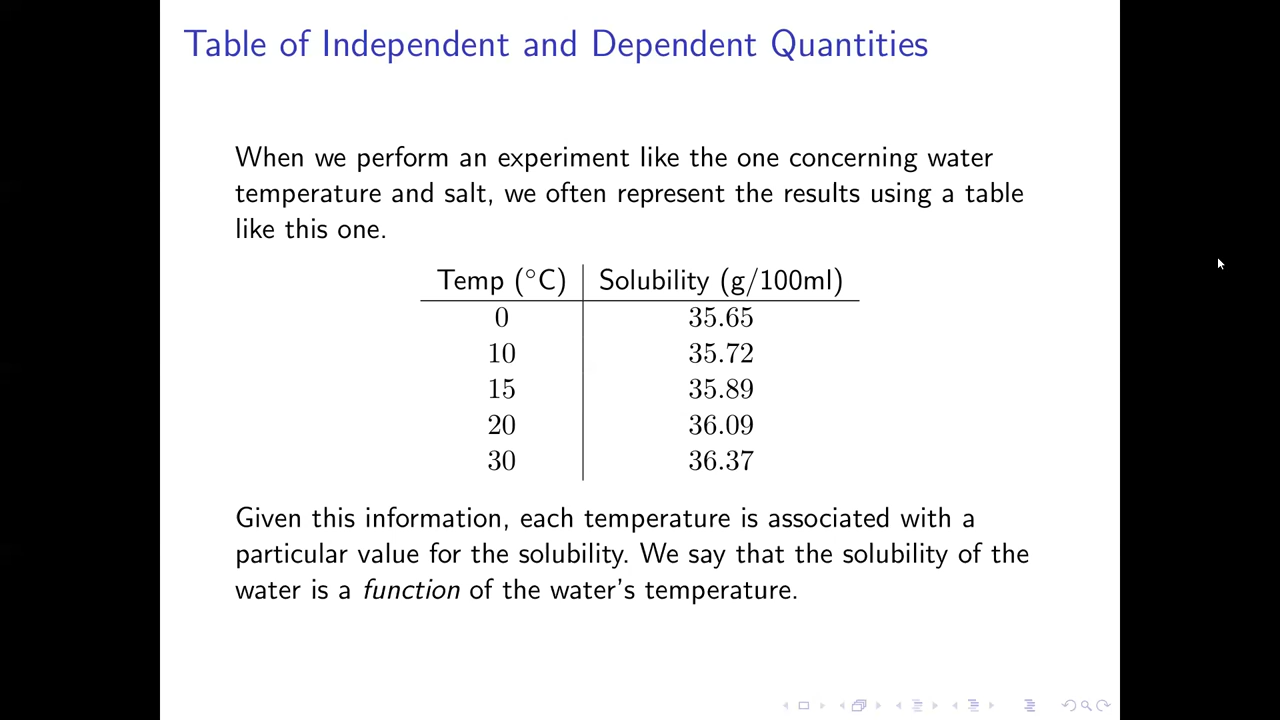 Table of Independent and Dependent Quantities
When we perform an experiment like the one concerning water
temperature and salt, we often represent the results using a table
like this one.
Temp (°C) Solubility (g/100ml)
0 35.65
10 35.72
15 35.89
20 36.09
30 36.37
Given this information, each temperature is associated with a
particular value for the solubility. We say that the solubility of the
water is a function of the water's temperature.